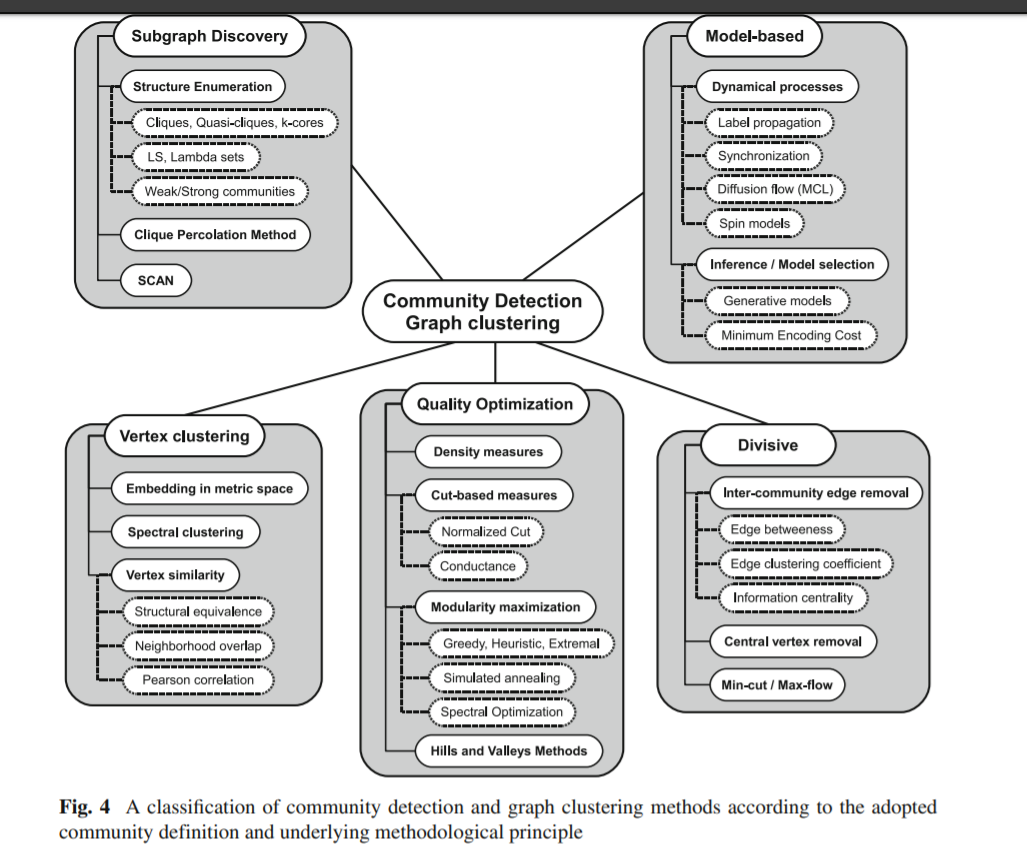 Subgraph Discovery
Structure Enumeration
Cliques, Quasi-cliques, k-cores
LS, Lambda sets
Weak/Strong communities
Clique Percolation Method
SCAN
Model-based
Dynamical processes
Label propagation
Synchronization
Diffusion flow (MCL)
Spin models
Inference / Model selection
Generative models
Minimum Encoding Cost
Community Detection
Graph clustering
Vertex clustering
Embedding in metric space
Spectral clustering
Vertex similarity
Structural equivalence
Neighborhood overlap
Pearson correlation
Quality Optimization
Density measures
Cut-based measures
Normalized Cut
Conductance
Modularity maximization
Greedy, Heuristic, Extremal
Simulated annealing
Spectral Optimization
Hills and Valleys Methods
Divisive
Inter-community edge removal
Edge betweeness
Edge clustering coefficient
Information centrality
Central vertex removal
Min-cut / Max-flow
Fig. 4 A classification of community detection and graph clustering methods according to the adopted
community definition and underlying methodological principle